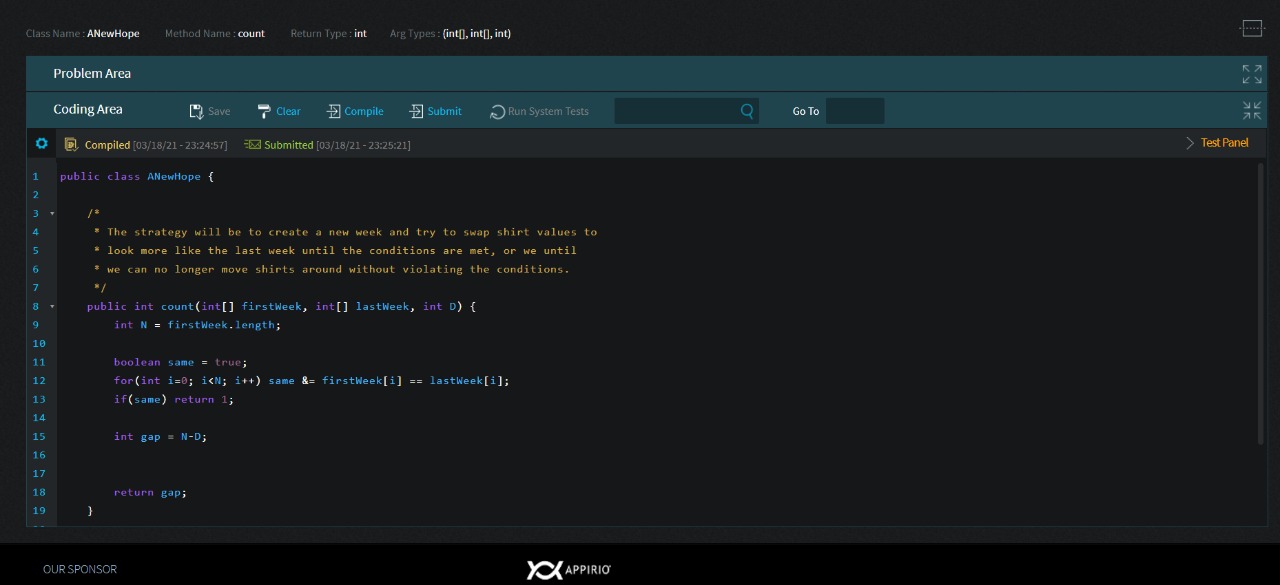 Class Name : ANewHope Method Name : count Return Type : int Arg Types : (int[], int[], int)
Problem Area
Coding Area Save Clear Compile Submit Run System Tests Go To
Compiled [03/18/21 - 23:24:57] Submitted [03/18/21 - 23:25:21] Test Panel
1 public class ANewHope {
2
3 /*
4 * The strategy will be to create a new week and try to swap shirt values to
5 * look more like the last week until the conditions are met, or we until
6 * we can no longer move shirts around without violating the conditions.
7 */
8 public int count(int[] firstWeek, int[] lastWeek, int D) {
9 int N = firstWeek.length;
10
11 boolean same = true;
12 for(int i=0; i<N; i++) same &= firstWeek[i] == lastWeek[i];
13 if(same) return 1;
14
15 int gap = N-D;
16
17
18 return gap;
19 }
OUR SPONSOR APPIRIO